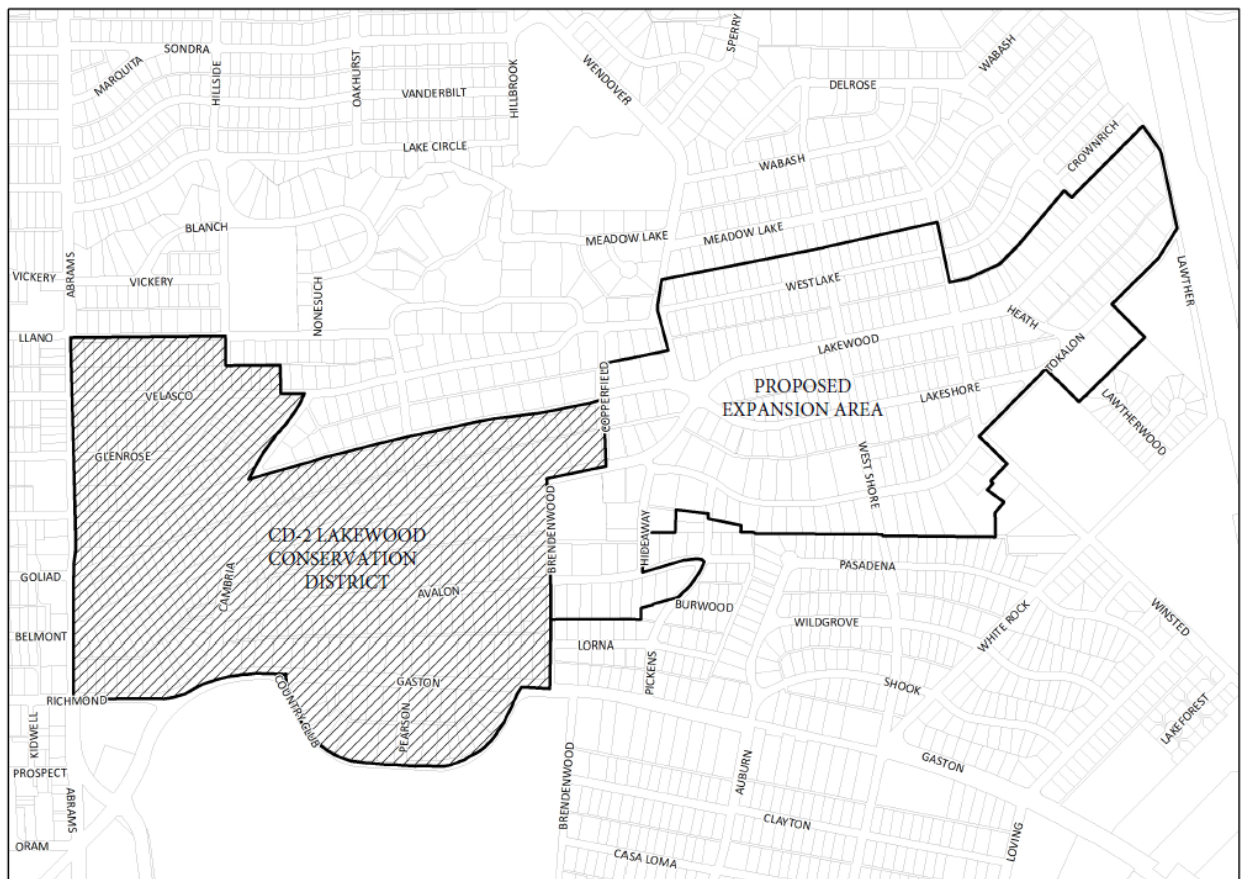 SONDRA
MARQUITA
HILLSIDE
OAKHURST
VANDERBILT
HILLBROOK
LAKE CIRCLE
WENDOVER
SPERRY
DELROSE
WABASH
WABASH
CROWNRICH
BLANCH
MEADOW LAKE
MEADOW LAKE
VICKERY
ABRAMS
VICKERY
NONESUCH
WESTLAKE
LAWTHER
LLANO
HEATH
LAKEWOOD
TOKALON
COPPERFIELD
VELASCO
PROPOSED
EXPANSION AREA
LAKESHORE
LAWTHERWOOD
GLENROSE
WEST SHORE
BRENDENWOOD
HIDEAWAY
CD-2 LAKEWOOD
CONSERVATION
DISTRICT
GOLIAD
CAMBRIA
AVALON
PASADENA
BURWOOD
WINSTED
BELMONT
LORNA
WILDGROVE
WHITE ROCK
PICKENS
GASTON
SHOOK
RICHMOND
COUNTRY CLUB
PEARSON
KIDWELL
LAKEFOREST
GASTON
PROSPECT
ABRAMS
BRENDENWOOD
AUBURN
CLAYTON
LOVING
ORAM
CASA LOMA